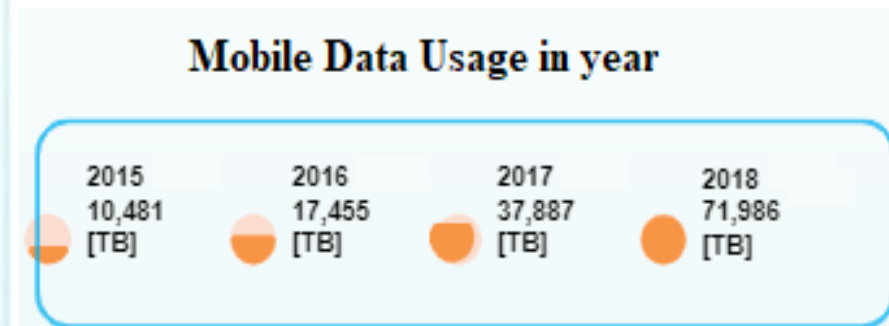 Mobile Data Usage in year
2015
10,481
[TB]
2016
17,455
[TB]
2017
37,887
[TB]
2018
71,986
[TB]